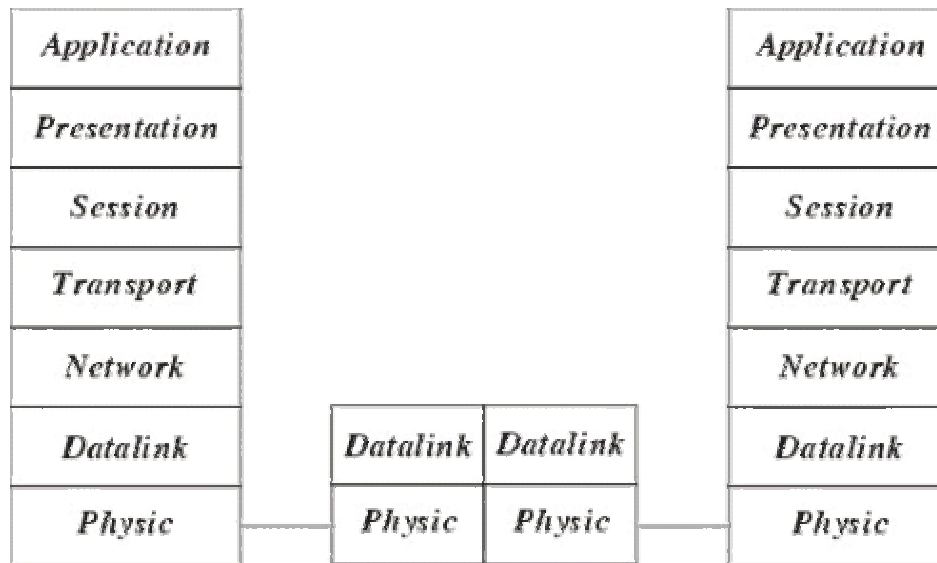 Application
Presentation
Session
Transport
Network
Datalink
Physic
Datalink Datalink
Physic Physic
Application
Presentation
Session
Transport
Network
Datalink
Physic